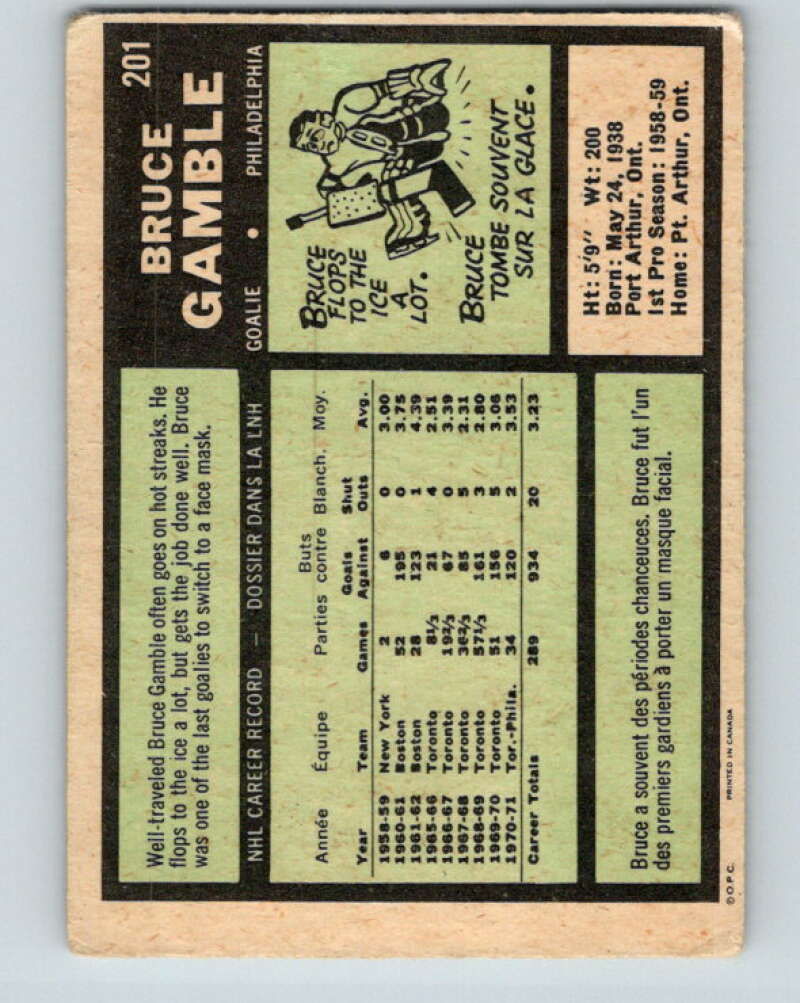 201
BRUCE
GAMBLE
GOALIE • PHILADELPHIA
Well-traveled Bruce Gamble often goes on hot streaks. He
flops to the ice a lot, but gets the job done well. Bruce
was one of the last goalies to switch to a face mask.
BRUCE
FLOPS
TO THE
ICE
A
LOT.
BRUCE
TOMBE SOUVENT
SUR LA GLACE.
NHL CAREER RECORD — DOSSIER DANS LA LNH
Buts
Année Équipe Parties contre Blanch. Moy.
Goals Shut
Year Team Games Against Outs Avg.
1958-59 New York 2 6 0 3.00
1960-61 Boston 52 195 0 3.75
1961-62 Boston 28 123 1 4.39
1965-66 Toronto 8⅓ 21 4 2.51
1966-67 Toronto 19⅔ 67 0 3.39
1967-68 Toronto 36⅔ 85 5 2.31
1968-69 Toronto 57⅓ 161 3 2.80
1969-70 Toronto 51 156 5 3.06
1970-71 Tor.-Phila. 34 120 2 3.53
Career Totals 289 934 20 3.23
Ht: 5'9" Wt: 200
Born: May 24, 1938
Port Arthur, Ont.
1st Pro Season: 1958-59
Home: Pt. Arthur, Ont.
Bruce a souvent des périodes chanceuces. Bruce fut l'un
des premiers gardiens à porter un masque facial.
© O.P.C. PRINTED IN CANADA